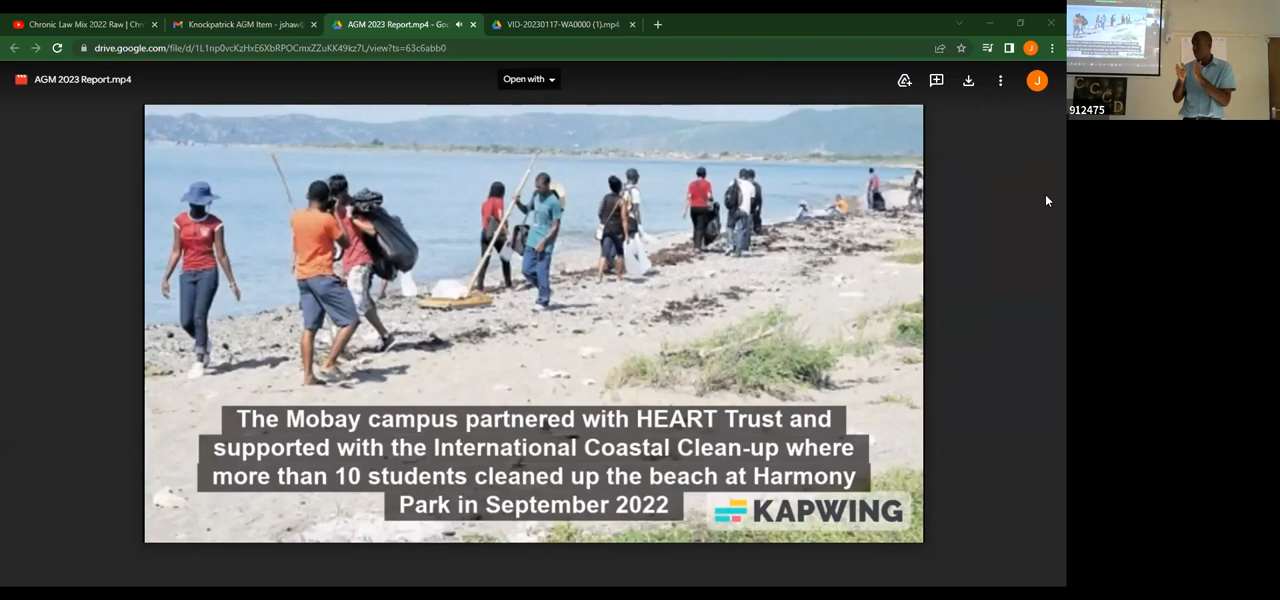 Chronic Law Mix 2022 Raw | Chr
Knockpatrick AGM Item - jshaw@
AGM 2023 Report.mp4 - Goo
VID-20230117-WA0000 (1).mp4
drive.google.com/file/d/1L1np0vcKzHxE6XbRPOCmxZZuKK49kz7L/view?ts=63c6abb0
J
AGM 2023 Report.mp4
Open with
J
The Mobay campus partnered with HEART Trust and
supported with the International Coastal Clean-up where
more than 10 students cleaned up the beach at Harmony
Park in September 2022
KAPWING
CCCD
912475